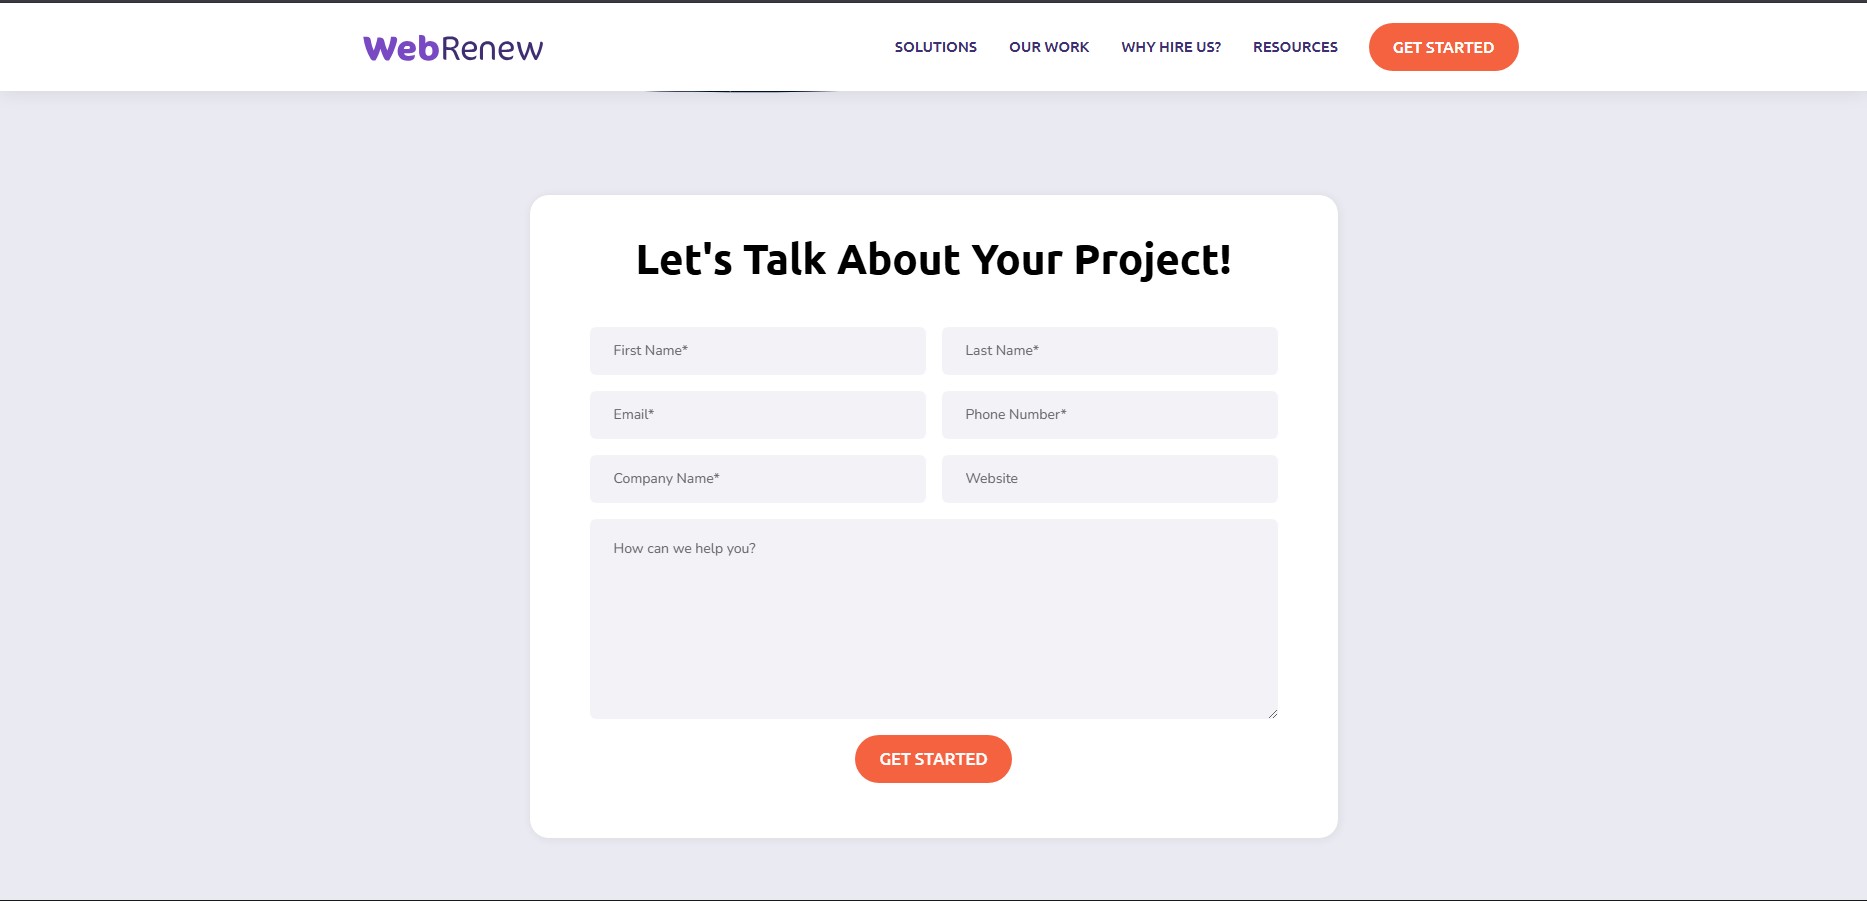 WebRenew
SOLUTIONS OUR WORK WHY HIRE US? RESOURCES GET STARTED
Let's Talk About Your Project!
First Name* Last Name*
Email* Phone Number*
Company Name* Website
How can we help you?
GET STARTED